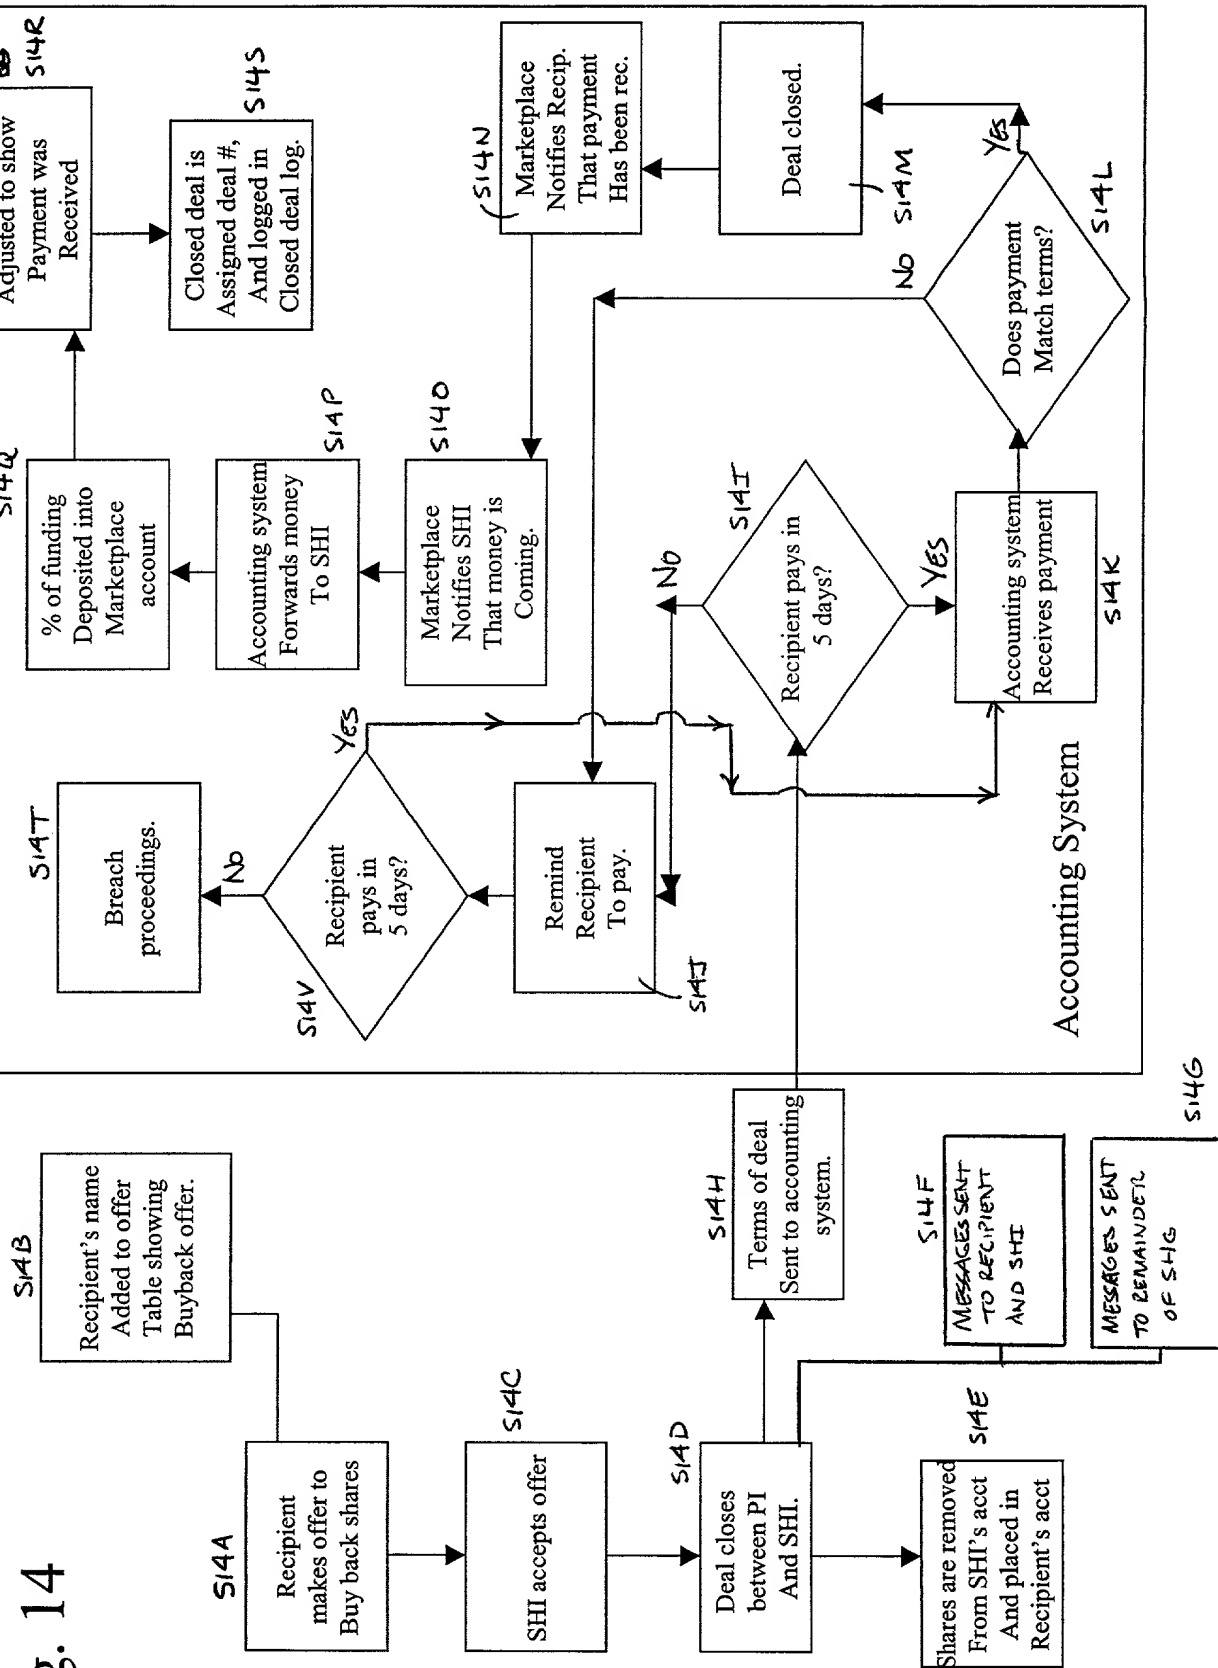 g. 14
S14A
Recipient
makes offer to
Buy back shares
S14B
Recipient's name
Added to offer
Table showing
Buyback offer.
S14C
SHI accepts offer
S14D
Deal closes
between PI
And SHI.
S14E
Shares are removed
From SHI's acct
And placed in
Recipient's acct
S14F
MESSAGES SENT
TO RECIPIENT
AND SHI
S14G
MESSAGES SENT
TO REMAINDER
OF SHG
S14H
Terms of deal
Sent to accounting
system.
Accounting System
S14I
Recipient pays in
5 days?
NO
YES
S14J
Remind
Recipient
To pay.
S14V
Recipient
pays in
5 days?
NO
YES
S14T
Breach
proceedings.
S14K
Accounting system
Receives payment
S14L
Does payment
Match terms?
NO
YES
S14M
Deal closed.
S14N
Marketplace
Notifies Recip.
That payment
Has been rec.
S14O
Marketplace
Notifies SHI
That money is
Coming.
S14P
Accounting system
Forwards money
To SHI
S14Q
% of funding
Deposited into
Marketplace
account
S14R
Adjusted to show
Payment was
Received
S14S
Closed deal is
Assigned deal #,
And logged in
Closed deal log.